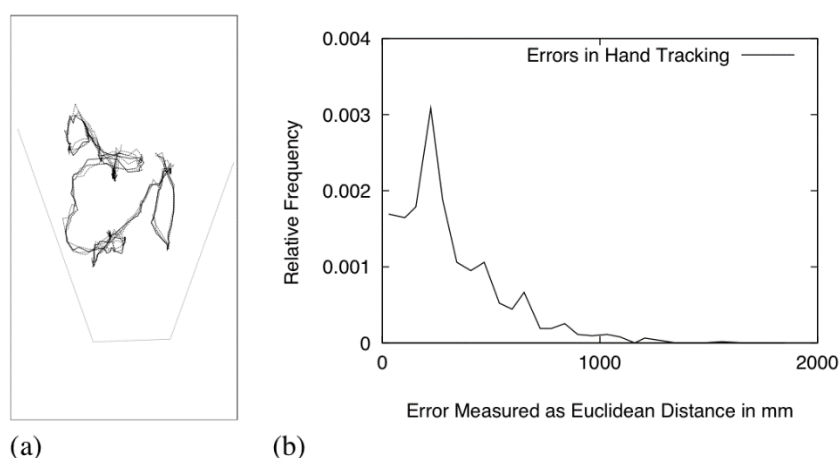 0.004
0.003
0.002
0.001
0
0
1000
2000
Relative Frequency
Errors in Hand Tracking
Error Measured as Euclidean Distance in mm
(a)
(b)